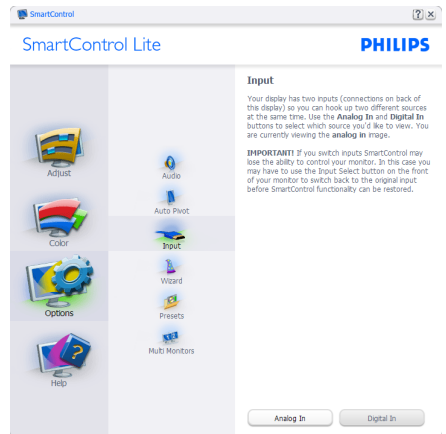 SmartControl
SmartControl Lite
PHILIPS
Adjust
Color
Options
Help
Audio
Auto Pivot
Input
Wizard
Presets
Multi Monitors
Input
Your display has two inputs (connections on back of
this display) so you can hook up two different sources
at the same time. Use the Analog In and Digital In
buttons to select which source you'd like to view. You
are currently viewing the analog in image.
IMPORTANT! If you switch inputs SmartControl may
lose the ability to control your monitor. In this case you
may have to use the Input Select button on the front
of your monitor to switch back to the original input
before SmartControl functionality can be restored.
Analog In
Digital In